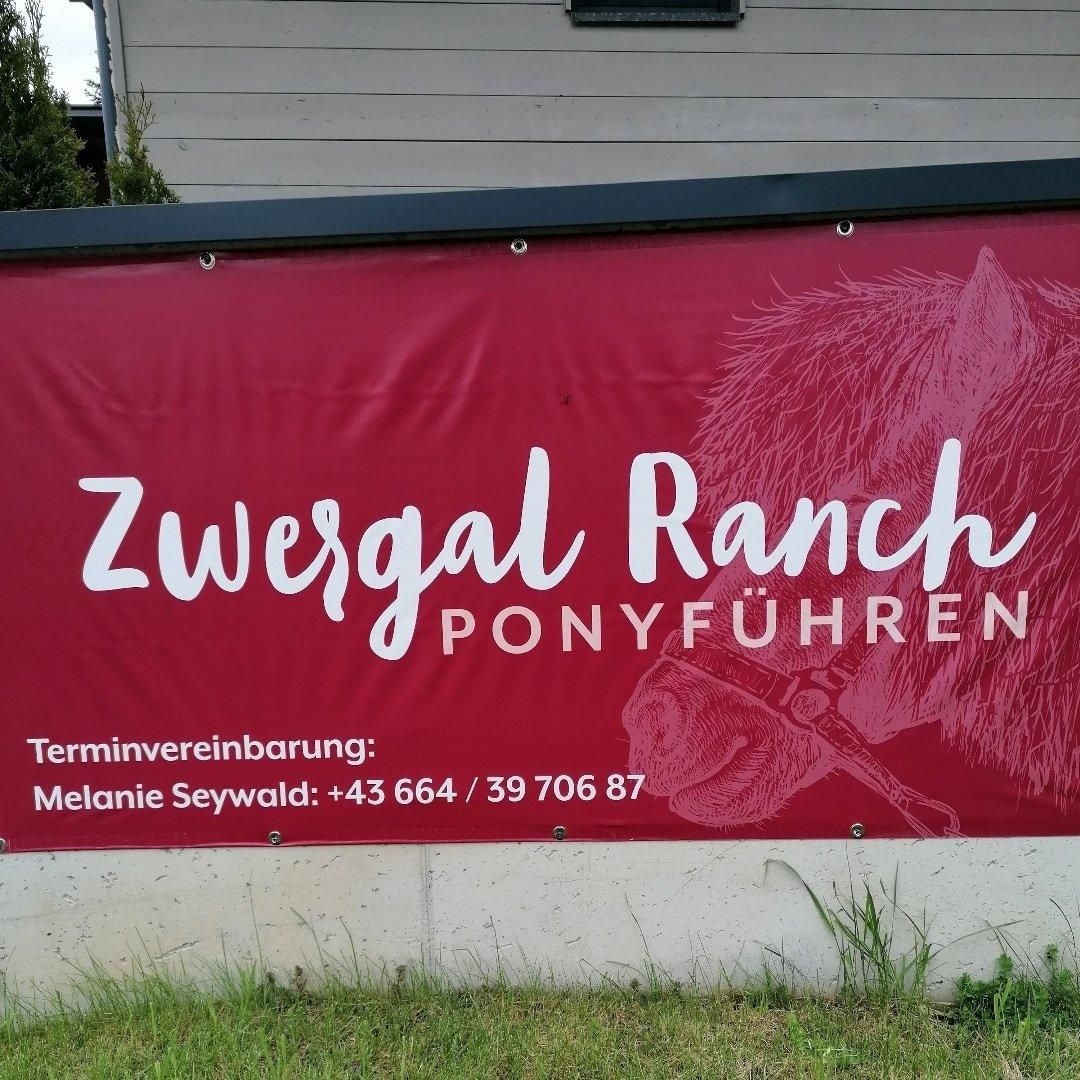 Zwergal Ranch
PONYFÜHREN
Terminvereinbarung:
Melanie Seywald: +43 664 / 39 706 87